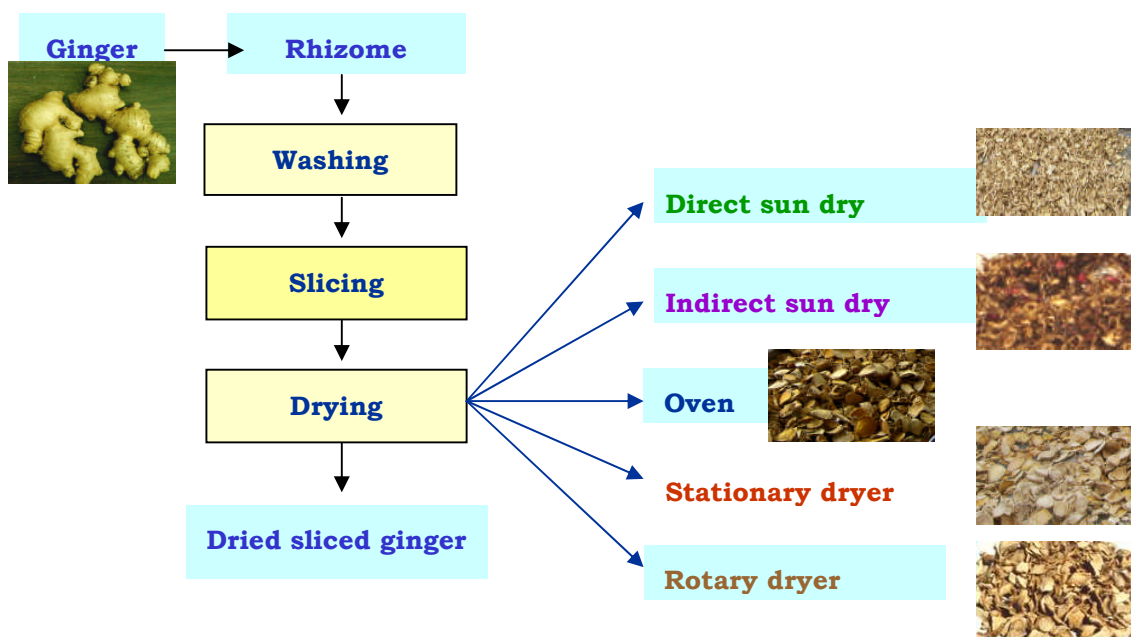 Ginger
Rhizome
Washing
Slicing
Drying
Dried sliced ginger
Direct sun dry
Indirect sun dry
Oven
Stationary dryer
Rotary dryer